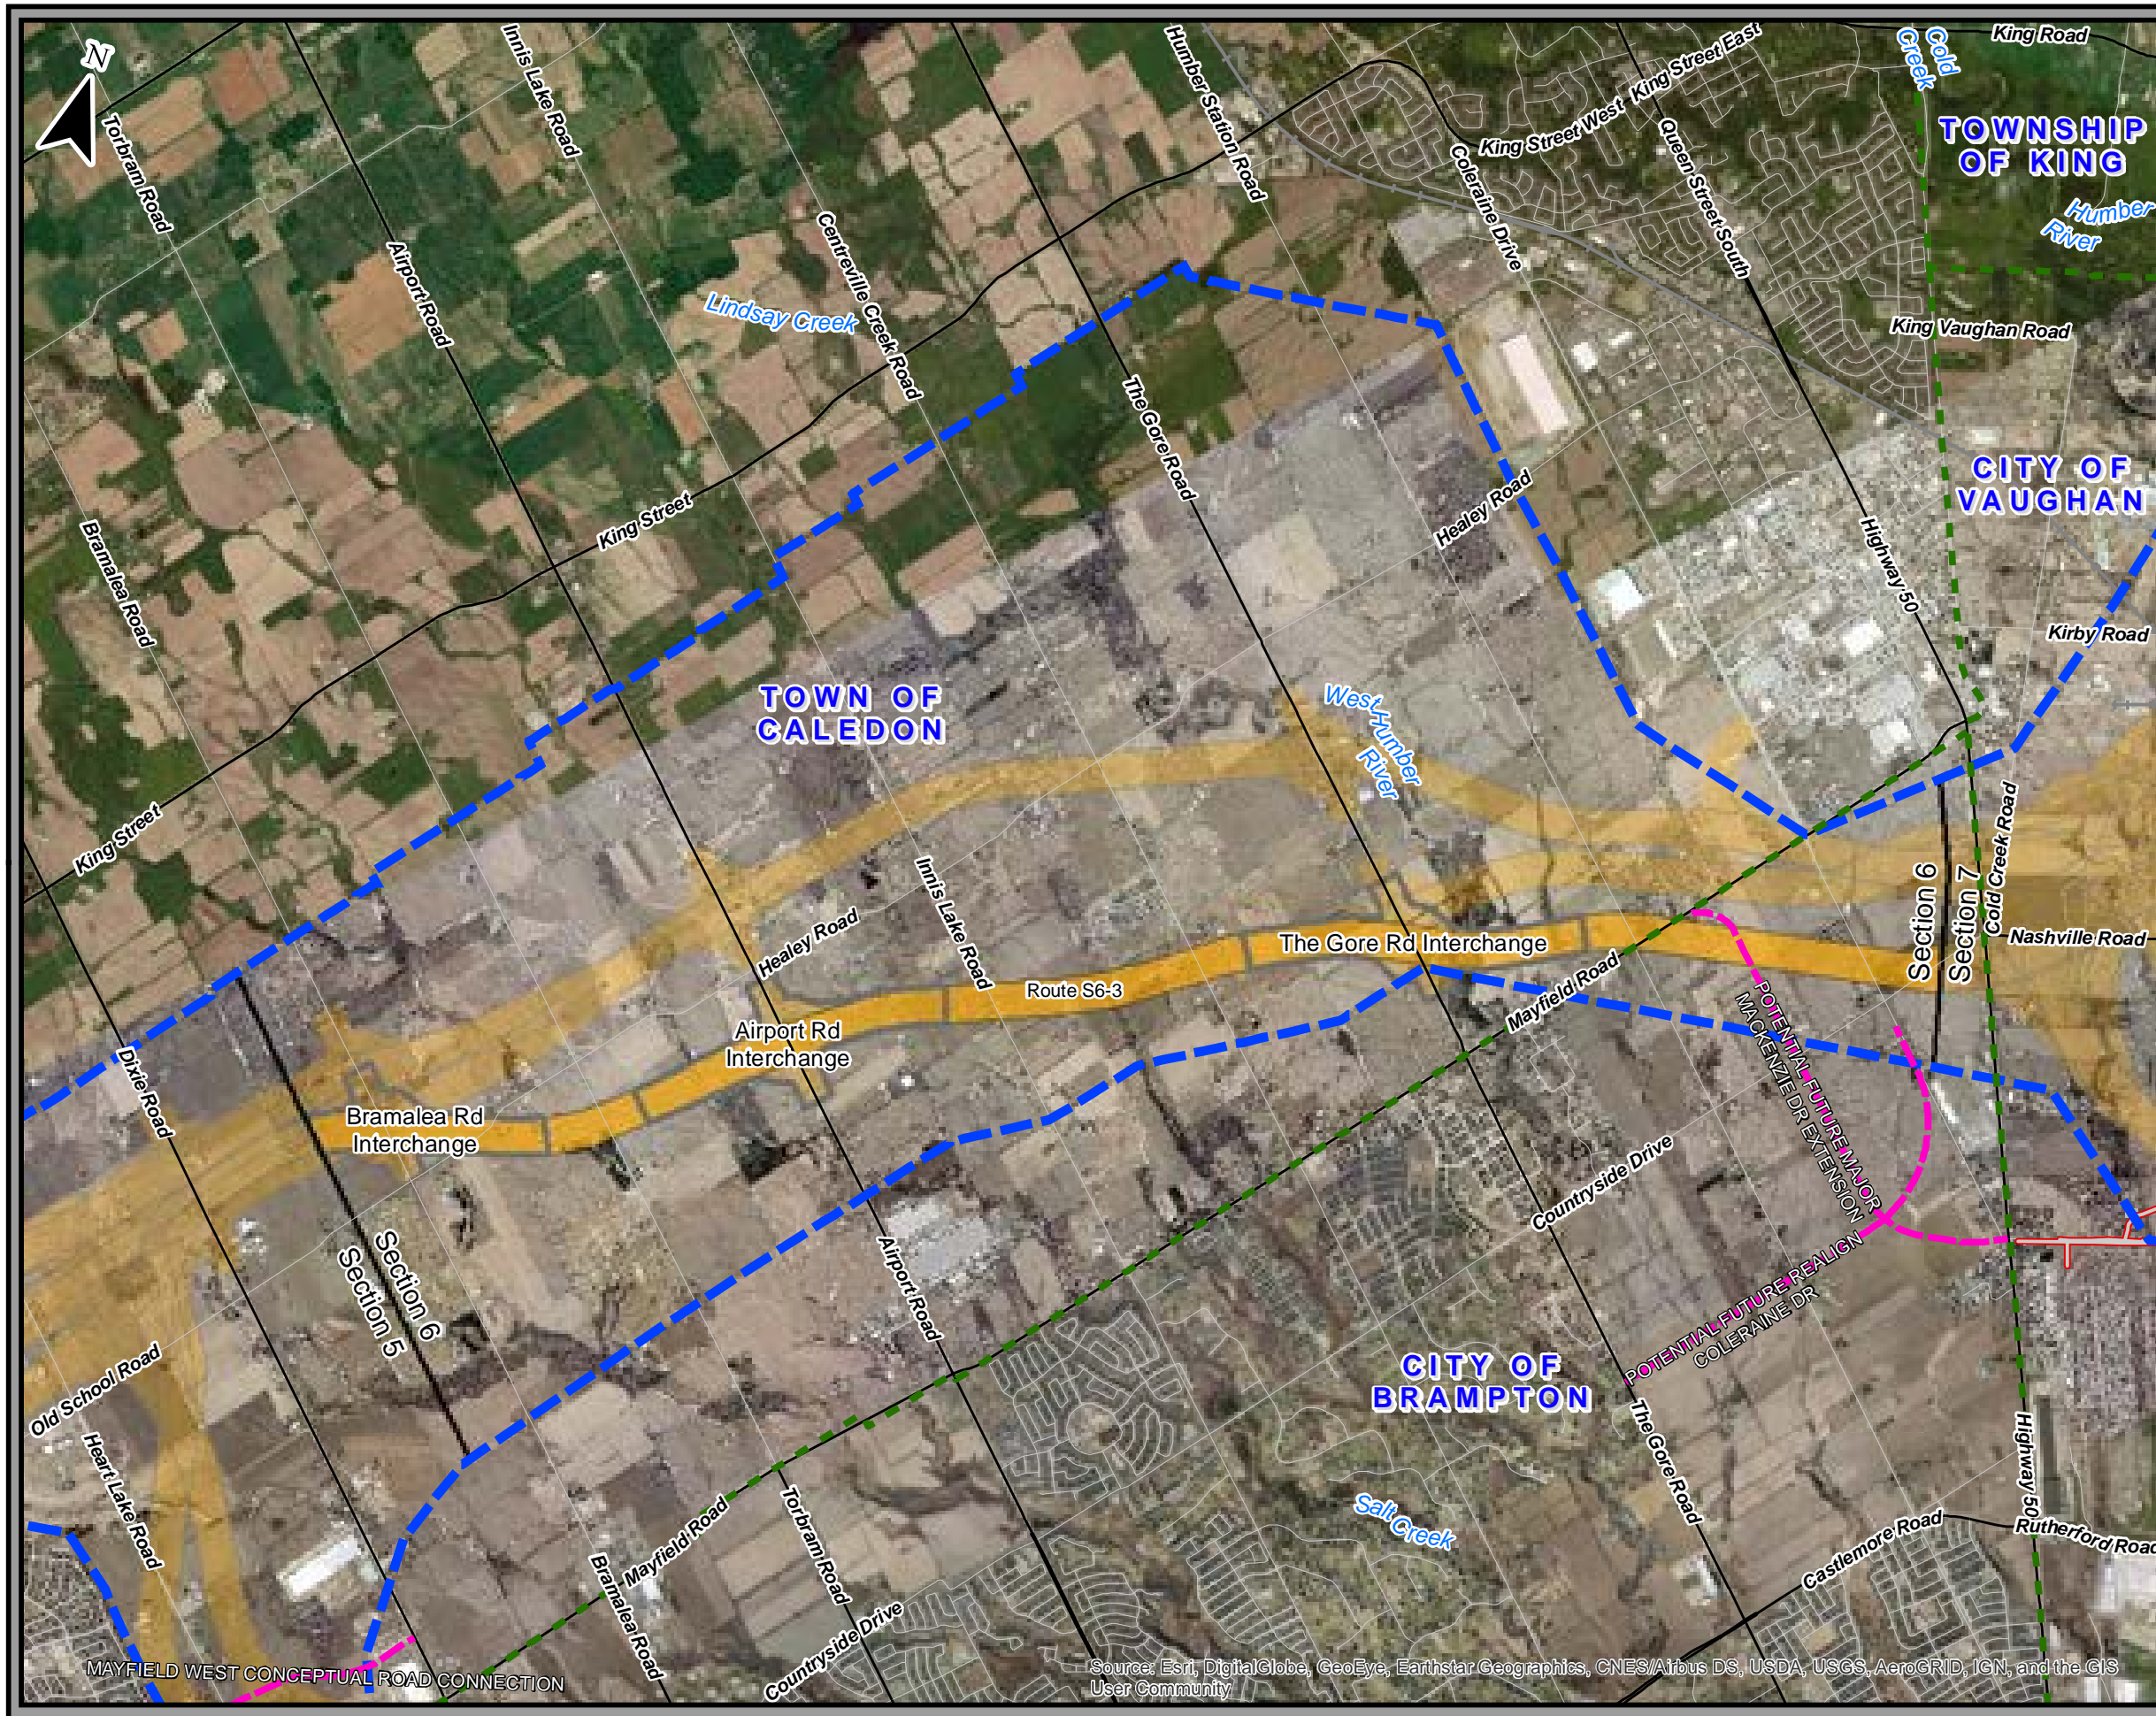 N
Torbram Road
Innis Lake Road
Humber Station Road
King Street East
King Street West
Cold
Creek
King Road
TOWNSHIP
OF KING
Humber
River
Airport Road
Lindsay Creek
Centreville Creek Road
Coleraine Drive
Queen Street South
King Vaughan Road
The Gore Road
CITY OF
VAUGHAN
Bramalea Road
King Street
Healey Road
Highway 50
Kirby Road
TOWN OF
CALEDON
West Humber
River
King Street
Innis Lake Road
Healey Road
Section 6
Section 7
Cold Creek Road
Nashville Road
The Gore Rd Interchange
Route S6-3
Mayfield Road
Airport Rd
Interchange
Dixie Road
Bramalea Rd
Interchange
POTENTIAL FUTURE MAJOR
MACKENZIE DR EXTENSION
Countryside Drive
Section 6
Section 5
Airport Road
POTENTIAL FUTURE REALIGN
COLERAINE DR
CITY OF
BRAMPTON
Old School Road
Heart Lake Road
The Gore Road
Highway 50
Salt Creek
Castlemore Road
Rutherford Road
Mayfield Road
Torbram Road
Bramalea Road
Countryside Drive
MAYFIELD WEST CONCEPTUAL ROAD CONNECTION
Source: Esri, DigitalGlobe, GeoEye, Earthstar Geographics, CNES/Airbus DS, USDA, USGS, AeroGRID, IGN, and the GIS
User Community